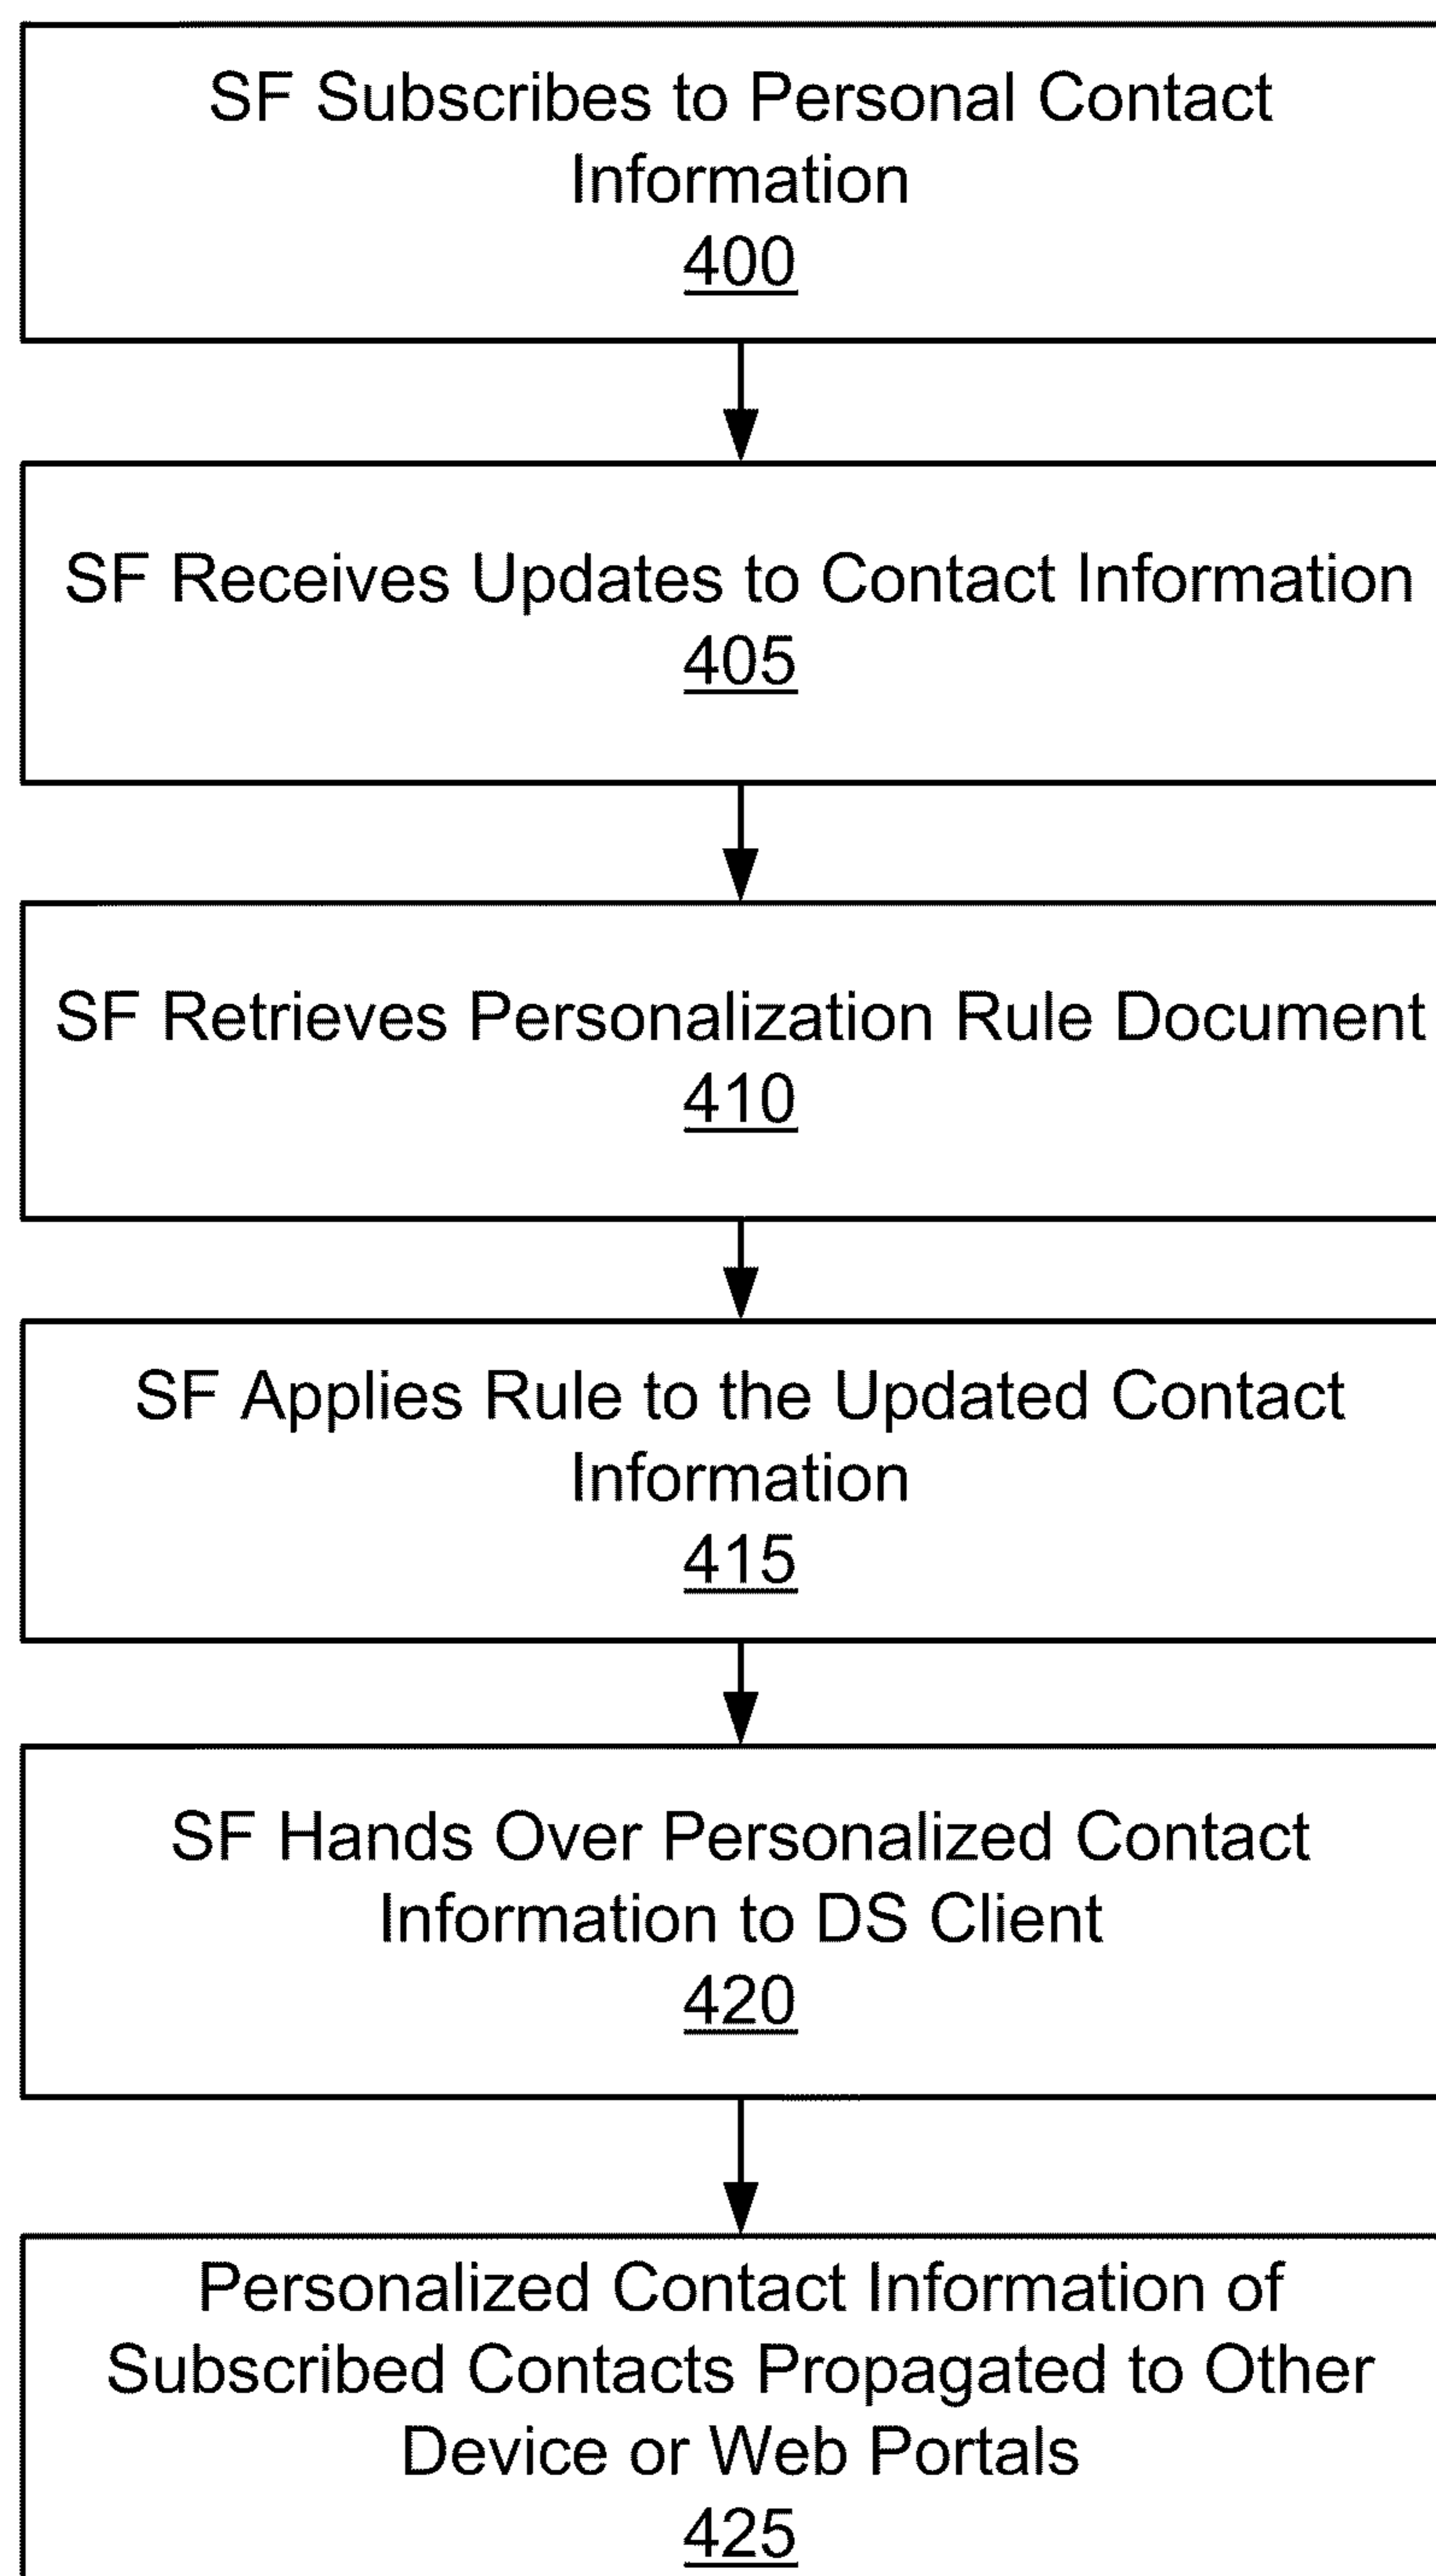 SF Subscribes to Personal Contact
Information
400
SF Receives Updates to Contact Information
405
SF Retrieves Personalization Rule Document
410
SF Applies Rule to the Updated Contact
Information
415
SF Hands Over Personalized Contact
Information to DS Client
420
Personalized Contact Information of
Subscribed Contacts Propagated to Other
Device or Web Portals
425